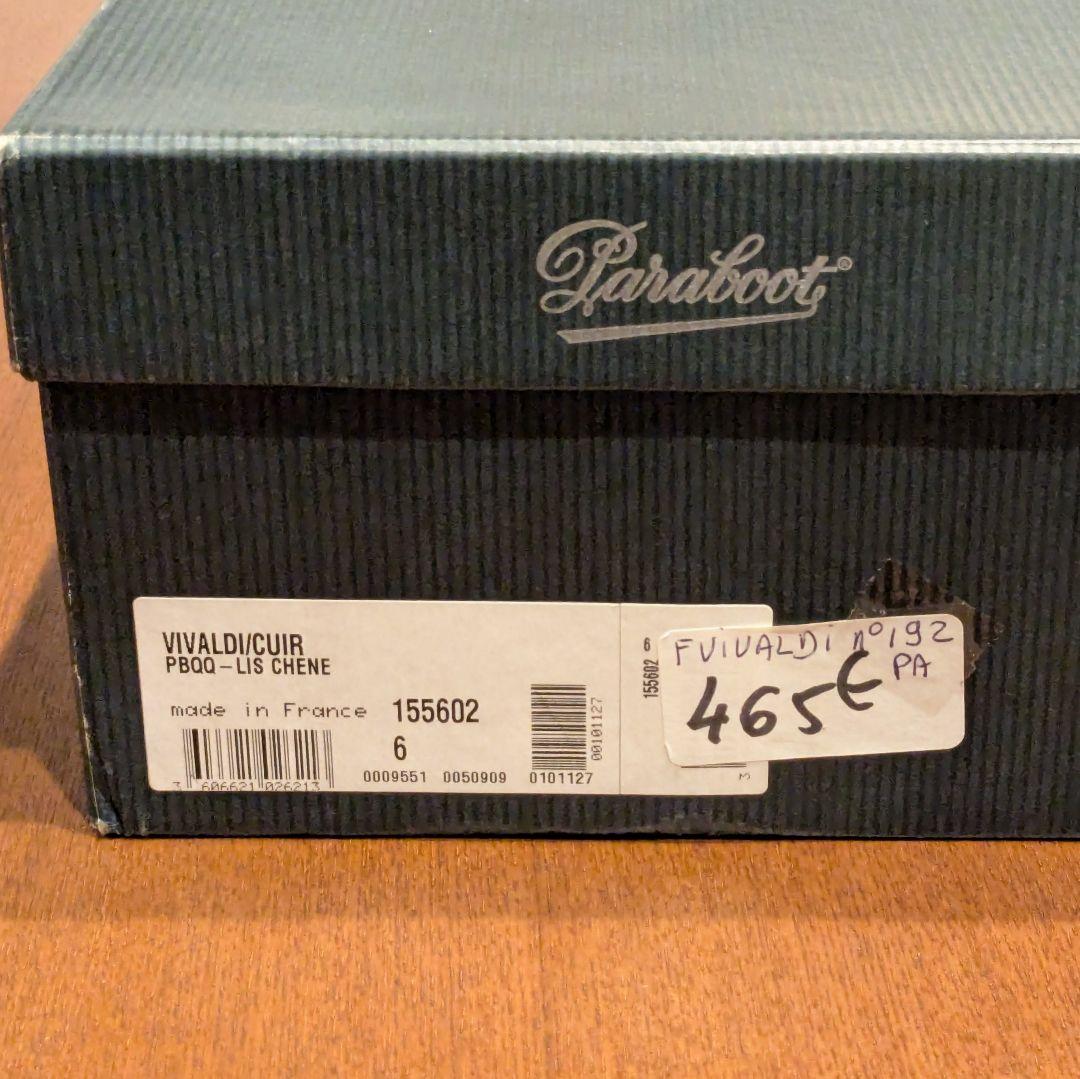 Paraboot®
VIVALDI/CUIR
PBQQ-LIS CHENE
made in France 155602
6
3 606621 026213
0009551 0050909 0101127
00101127
6
155602
FVIVALDI n°192
PA
465€